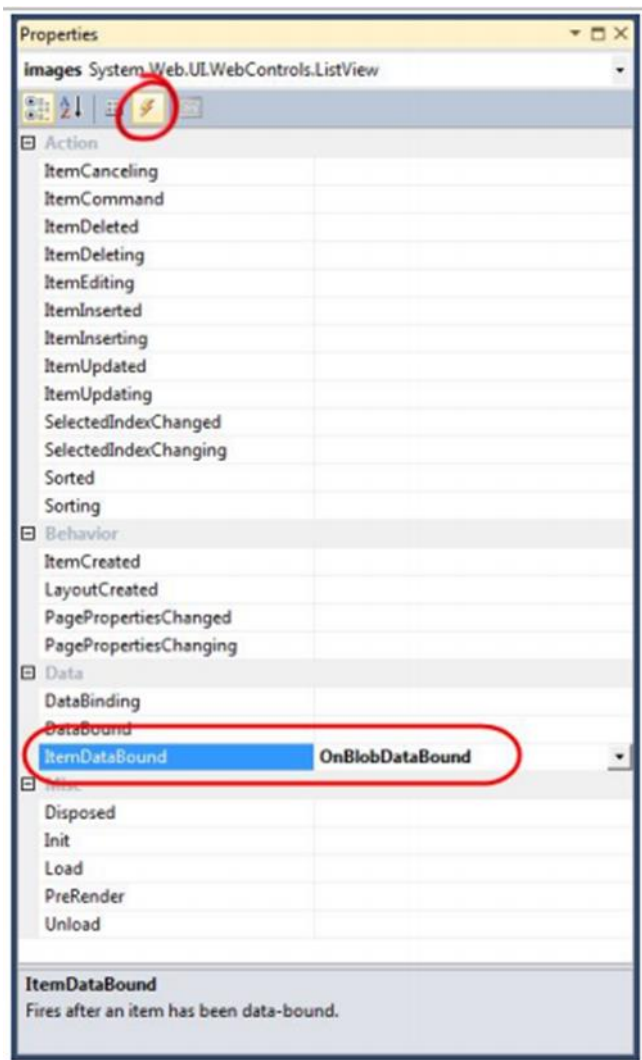 Properties
images System.Web.UI.WebControls.ListView
Action
ItemCanceling
ItemCommand
ItemDeleted
ItemDeleting
ItemEditing
ItemInserted
ItemInserting
ItemUpdated
ItemUpdating
SelectedIndexChanged
SelectedIndexChanging
Sorted
Sorting
Behavior
ItemCreated
LayoutCreated
PagePropertiesChanged
PagePropertiesChanging
Data
DataBinding
DataBound
ItemDataBound OnBlobDataBound
Misc
Disposed
Init
Load
PreRender
Unload
ItemDataBound
Fires after an item has been data-bound.